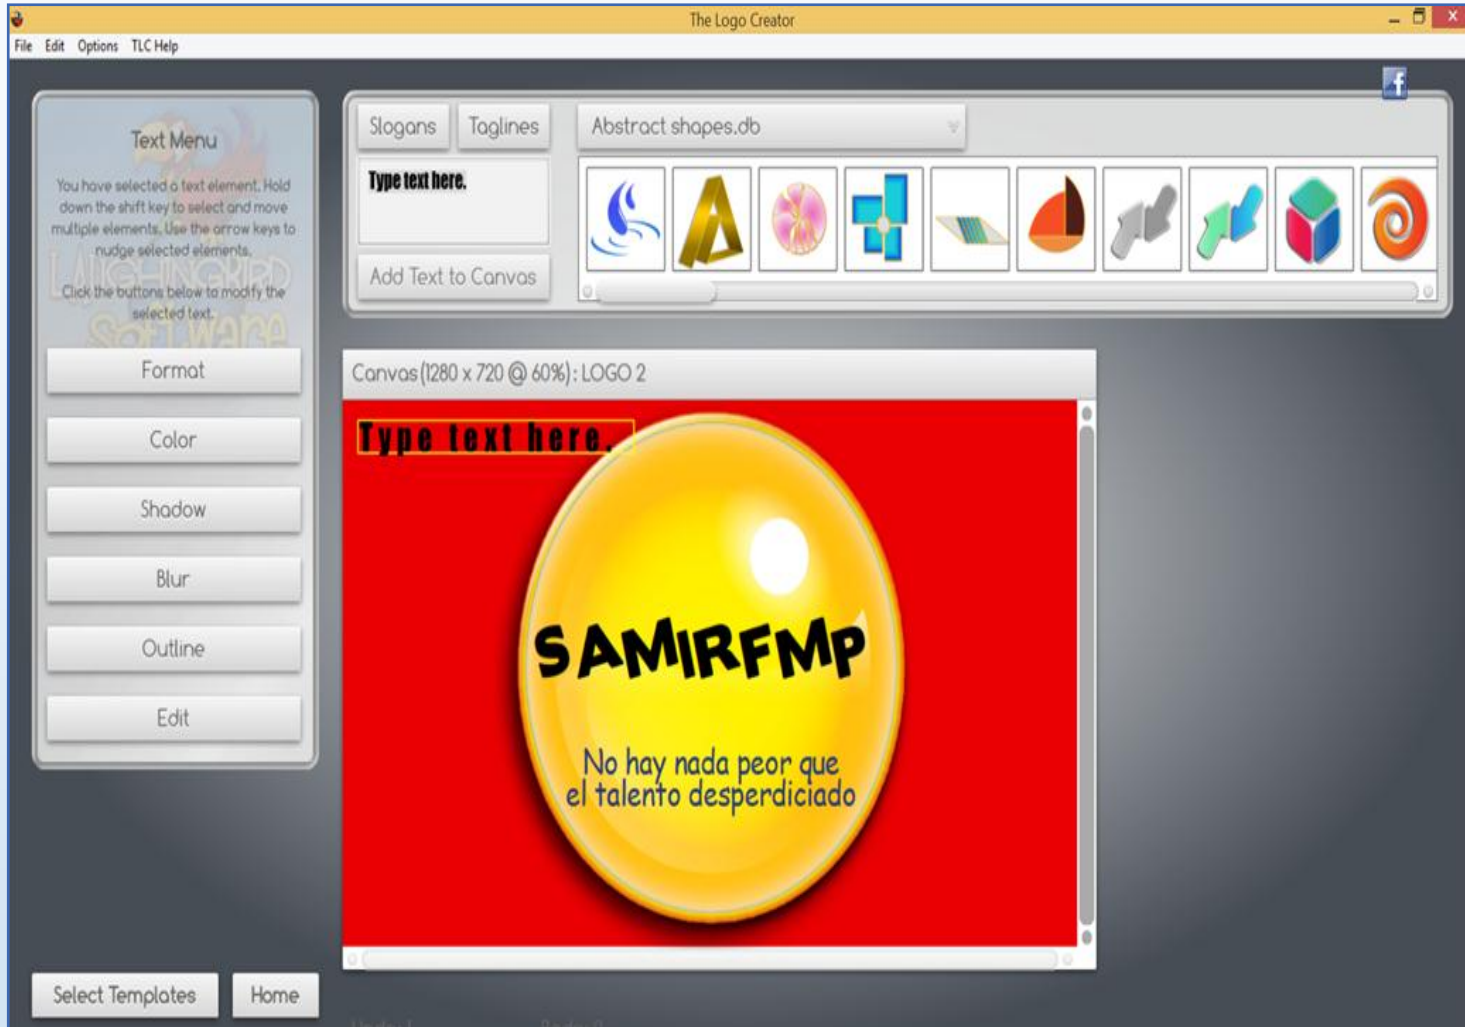 The Logo Creator
File Edit Options TLC Help
Text Menu
You have selected a text element. Hold
down the shift key to select and move
multiple elements. Use the arrow keys to
nudge selected elements.
Click the buttons below to modify the
selected text.
LAUGHINGBIRD
SOFTWARE
Format
Color
Shadow
Blur
Outline
Edit
Select Templates
Home
Slogans
Taglines
Type text here.
Add Text to Canvas
Abstract shapes.db
f
Canvas (1280 x 720 @ 60%) : LOGO 2
Type text here.
SAMIRFMP
No hay nada peor que
el talento desperdiciado